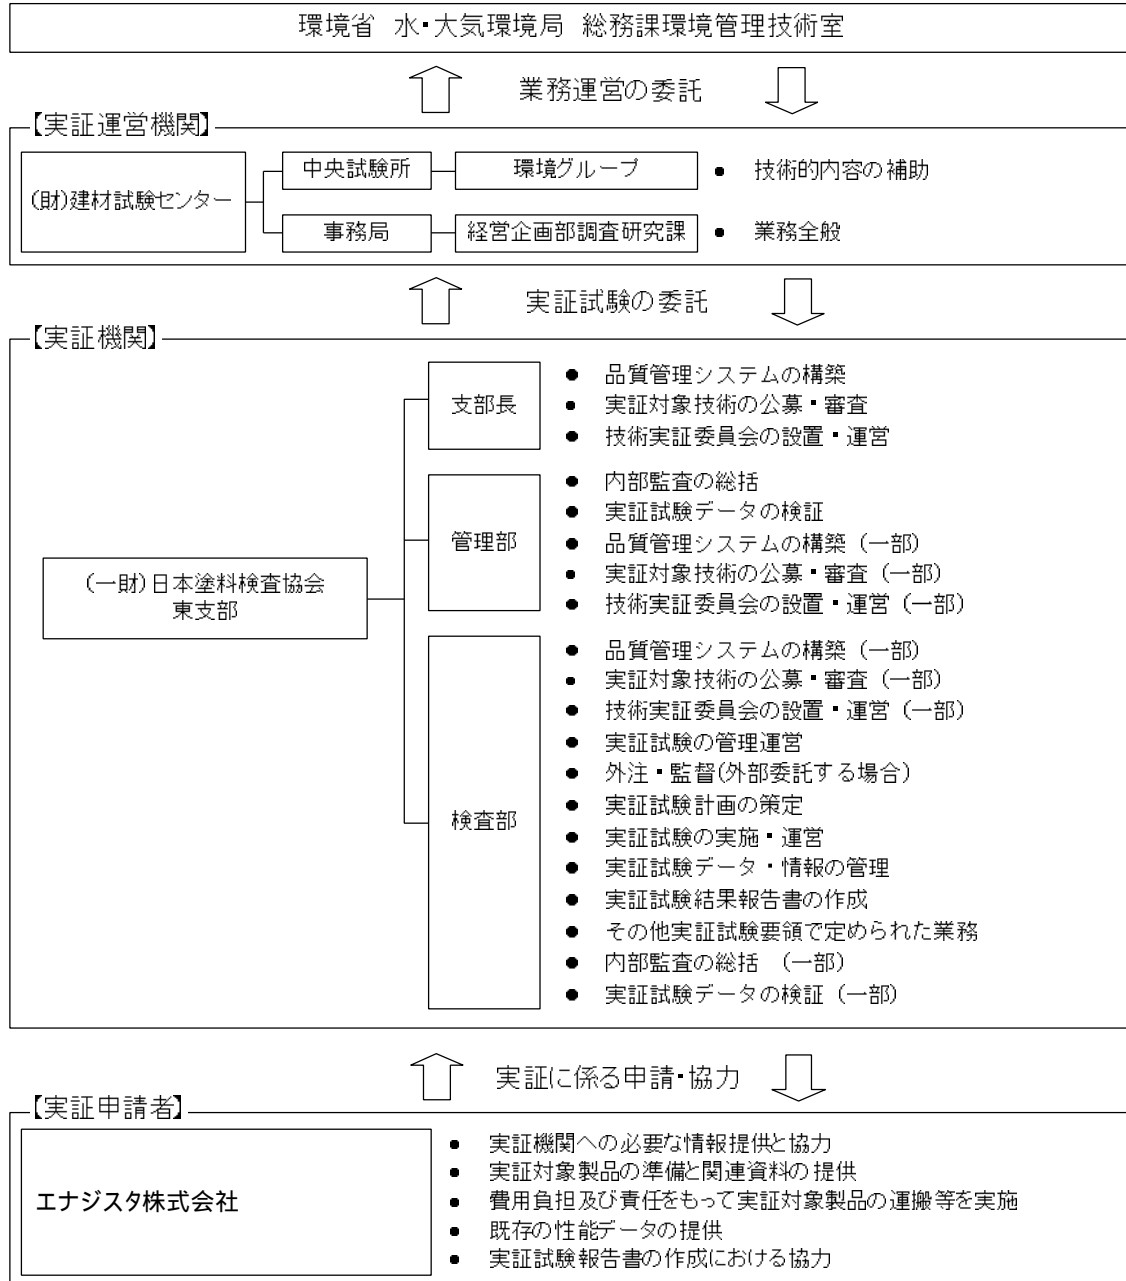 環境省 水・大気環境局 総務課環境管理技術室
業務運営の委託
【実証運営機関】
(財)建材試験センター
中央試験所
環境グループ
● 技術的内容の補助
事務局
経営企画部調査研究課
● 業務全般
実証試験の委託
【実証機関】
(一財)日本塗料検査協会
東支部
支部長
● 品質管理システムの構築
● 実証対象技術の公募・審査
● 技術実証委員会の設置・運営
管理部
● 内部監査の総括
● 実証試験データの検証
● 品質管理システムの構築（一部）
● 実証対象技術の公募・審査（一部）
● 技術実証委員会の設置・運営（一部）
検査部
● 品質管理システムの構築（一部）
● 実証対象技術の公募・審査（一部）
● 技術実証委員会の設置・運営（一部）
● 実証試験の管理運営
● 外注・監督(外部委託する場合)
● 実証試験計画の策定
● 実証試験の実施・運営
● 実証試験データ・情報の管理
● 実証試験結果報告書の作成
● その他実証試験要領で定められた業務
● 内部監査の総括 （一部）
● 実証試験データの検証（一部）
実証に係る申請・協力
【実証申請者】
エナジスタ株式会社
● 実証機関への必要な情報提供と協力
● 実証対象製品の準備と関連資料の提供
● 費用負担及び責任をもって実証対象製品の運搬等を実施
● 既存の性能データの提供
● 実証試験報告書の作成における協力